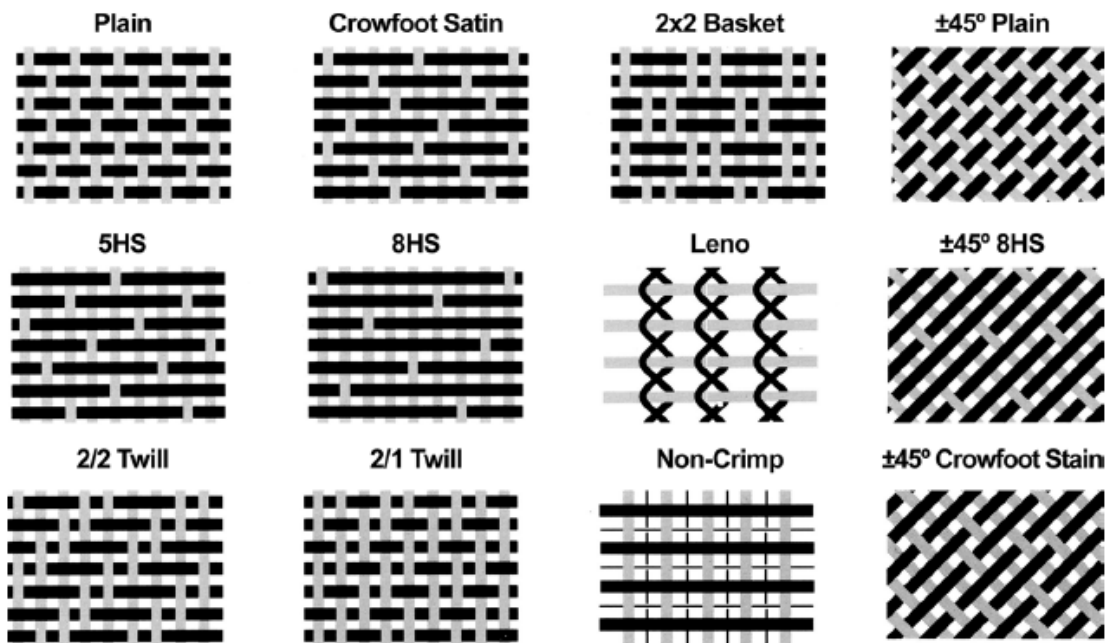 Plain
Crowfoot Satin
2x2 Basket
±45º Plain
5HS
8HS
Leno
±45º 8HS
2/2 Twill
2/1 Twill
Non-Crimp
±45º Crowfoot Stain